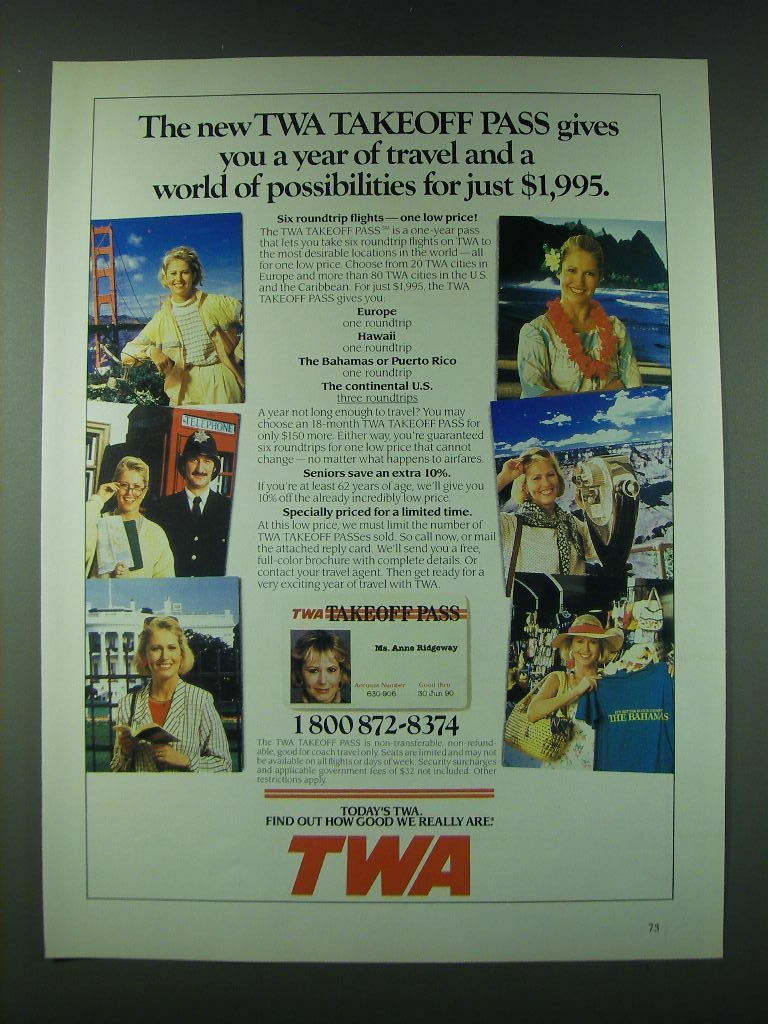 The new TWA TAKEOFF PASS gives
you a year of travel and a
world of possibilities for just $1,995.
Six roundtrip flights — one low price!
The TWA TAKEOFF PASS℠ is a one-year pass
that lets you take six roundtrip flights on TWA to
the most desirable locations in the world — all
for one low price. Choose from 20 TWA cities in
Europe and more than 80 TWA cities in the U.S.
and the Caribbean. For just $1,995, the TWA
TAKEOFF PASS gives you:
Europe
one roundtrip
Hawaii
one roundtrip
The Bahamas or Puerto Rico
one roundtrip
The continental U.S.
three roundtrips
A year not long enough to travel? You may
choose an 18-month TWA TAKEOFF PASS for
only $150 more. Either way, you're guaranteed
six roundtrips for one low price that cannot
change — no matter what happens to airfares.
Seniors save an extra 10%.
If you're at least 62 years of age, we'll give you
10% off the already incredibly low price.
Specially priced for a limited time.
At this low price, we must limit the number of
TWA TAKEOFF PASSes sold. So call now, or mail
the attached reply card. We'll send you a free,
full-color brochure with complete details. Or
contact your travel agent. Then get ready for a
very exciting year of travel with TWA.
TELEPHONE
TWA TAKEOFF PASS
Ms. Anne Ridgeway
Account Number Good thru
630-906 30 Jun 90
THE BAHAMAS
1 800 872-8374
The TWA TAKEOFF PASS is non-transferable, non-refund-
able, good for coach travel only. Seats are limited and may not
be available on all flights or days of week. Security surcharges
and applicable government fees of $32 not included. Other
restrictions apply.
TODAY'S TWA.
FIND OUT HOW GOOD WE REALLY ARE.
TWA
73